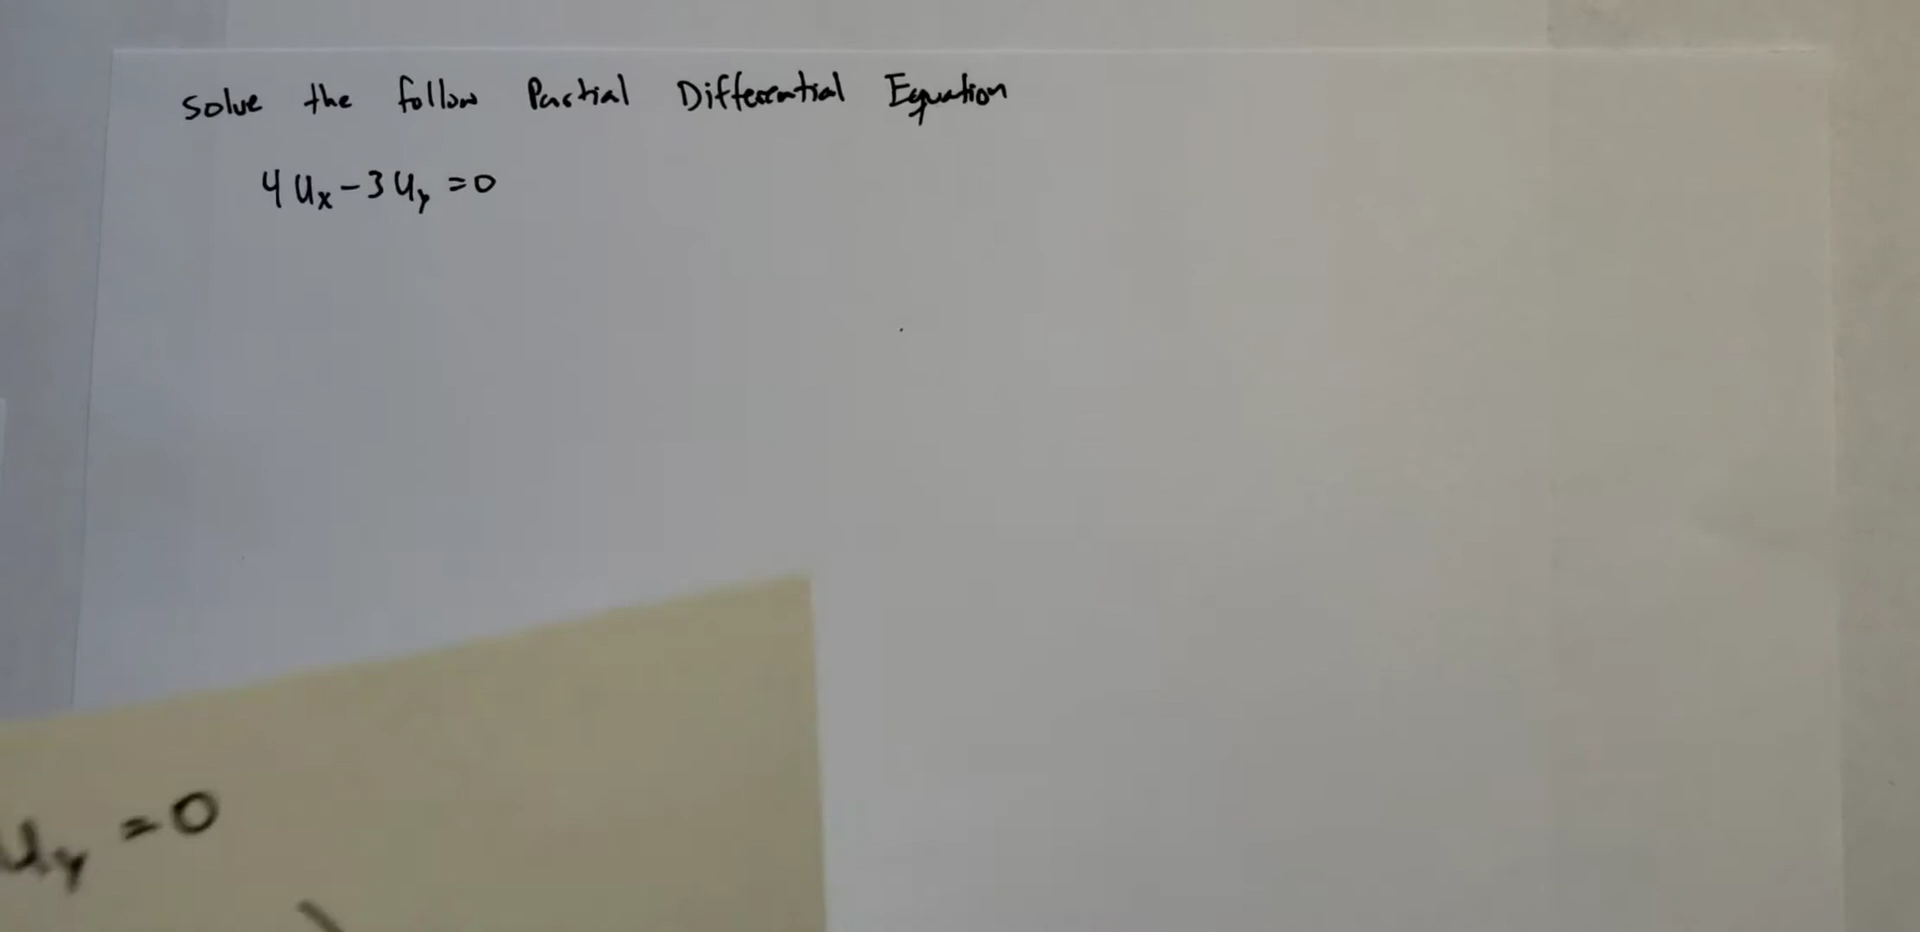 Solve the follow Partial Differential Equation
4 Ux - 3 Uy = 0
Uy = 0